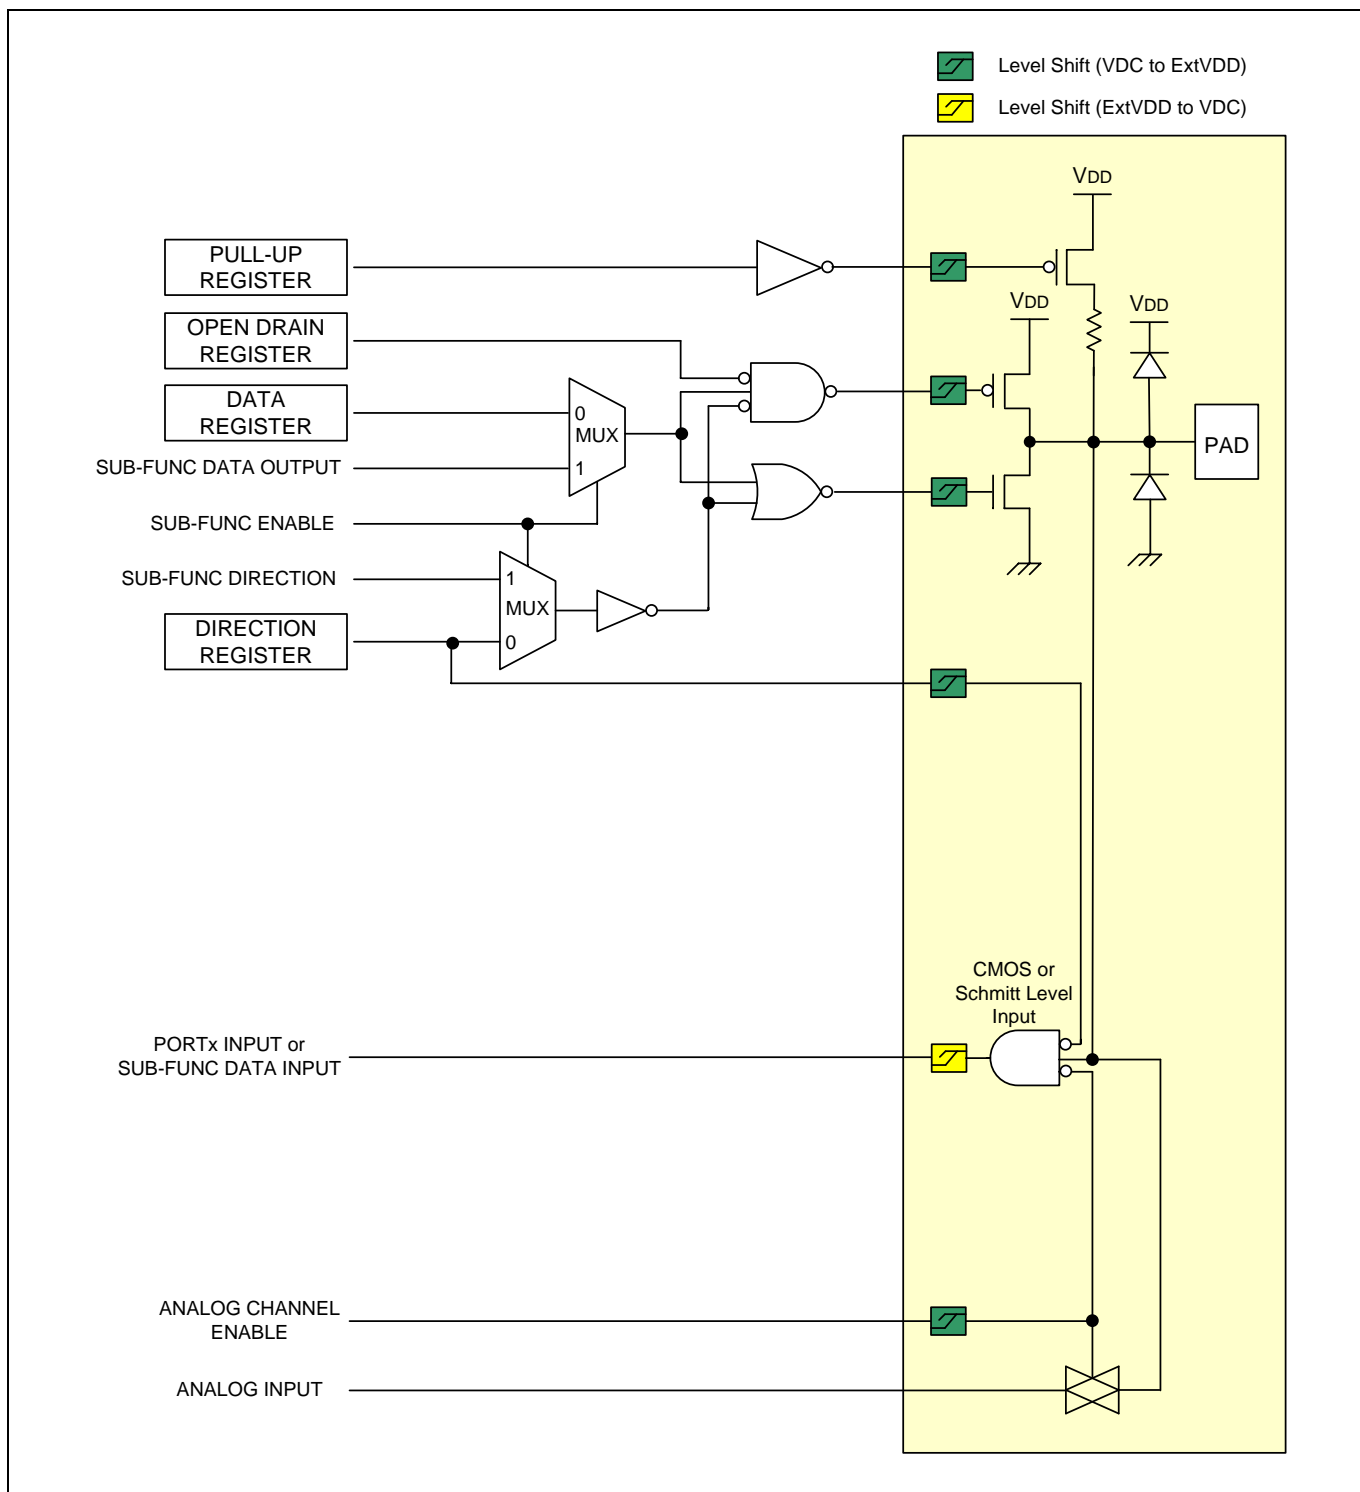 Level Shift (VDC to ExtVDD)
Level Shift (ExtVDD to VDC)
VDD
PULL-UP
REGISTER
VDD
VDD
OPEN DRAIN
REGISTER
DATA
REGISTER
0
MUX
1
PAD
SUB-FUNC DATA OUTPUT
SUB-FUNC ENABLE
SUB-FUNC DIRECTION
1
MUX
0
DIRECTION
REGISTER
CMOS or
Schmitt Level
Input
PORTx INPUT or
SUB-FUNC DATA INPUT
ANALOG CHANNEL
ENABLE
ANALOG INPUT